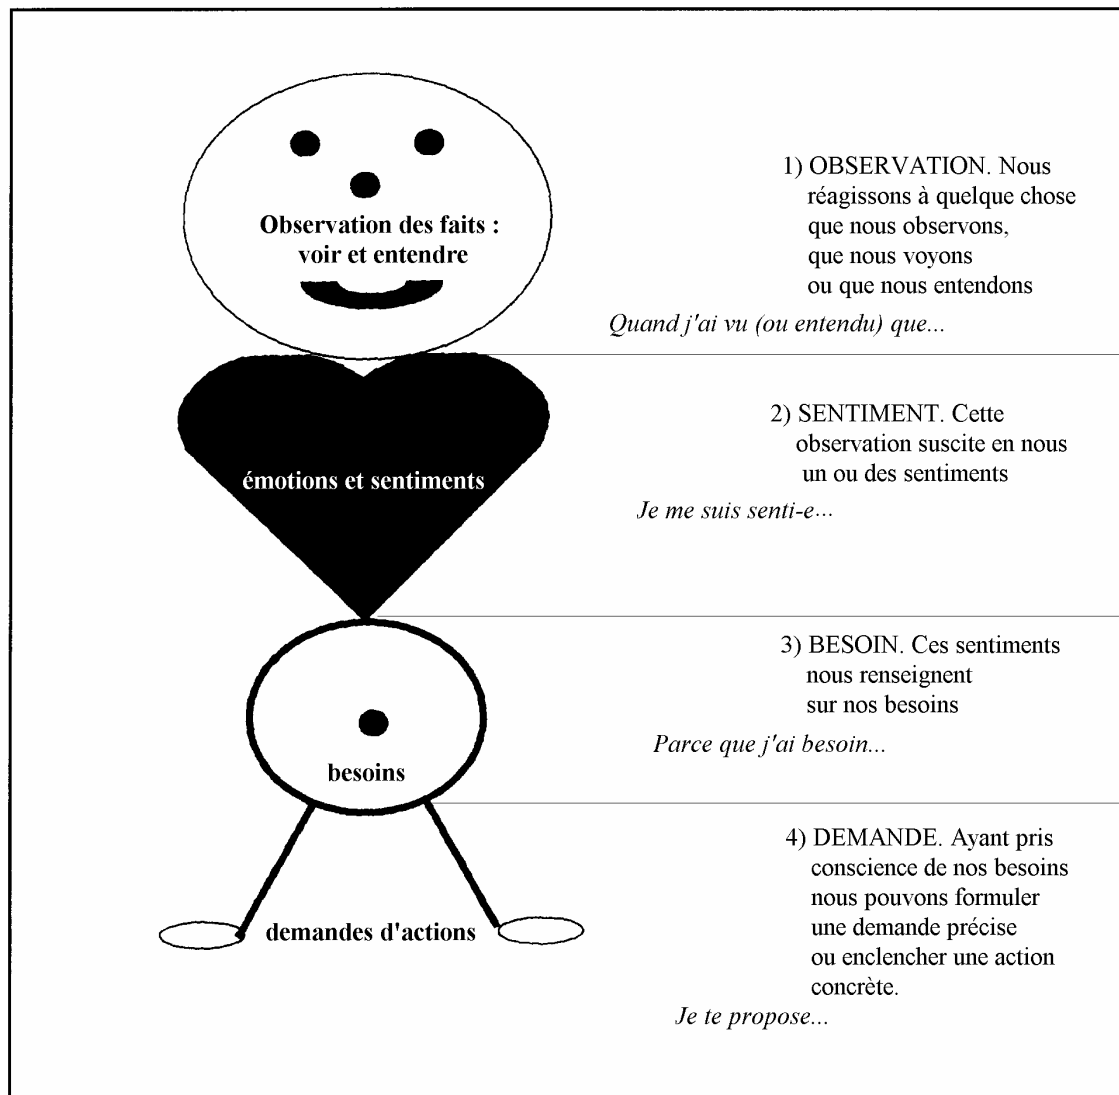 Observation des faits :
voir et entendre
1) OBSERVATION. Nous
réagissons à quelque chose
que nous observons,
que nous voyons
ou que nous entendons
Quand j'ai vu (ou entendu) que...
émotions et sentiments
2) SENTIMENT. Cette
observation suscite en nous
un ou des sentiments
Je me suis senti-e...
besoins
3) BESOIN. Ces sentiments
nous renseignent
sur nos besoins
Parce que j'ai besoin...
demandes d'actions
4) DEMANDE. Ayant pris
conscience de nos besoins
nous pouvons formuler
une demande précise
ou enclencher une action
concrète.
Je te propose...